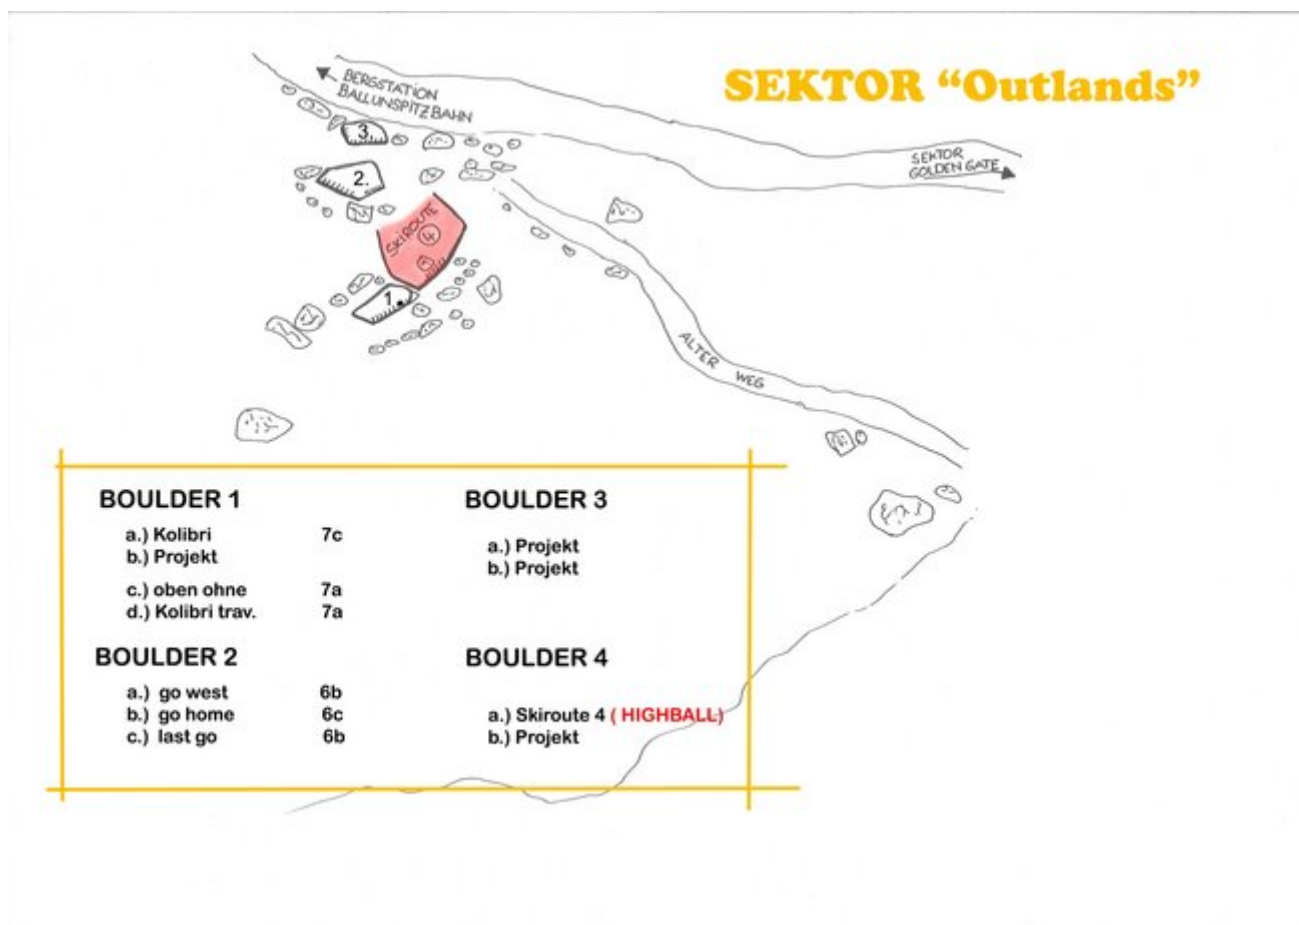 SEKTOR “Outlands”
BERGSTATION
BALLUNSPITZBAHN
SEKTOR
GOLDEN GATE
3.
2.
SKIROUTE
4
1.
ALTER WEG
BOULDER 1
a.) Kolibri 7c
b.) Projekt
c.) oben ohne 7a
d.) Kolibri trav. 7a
BOULDER 2
a.) go west 6b
b.) go home 6c
c.) last go 6b
BOULDER 3
a.) Projekt
b.) Projekt
BOULDER 4
a.) Skiroute 4 ( HIGHBALL)
b.) Projekt